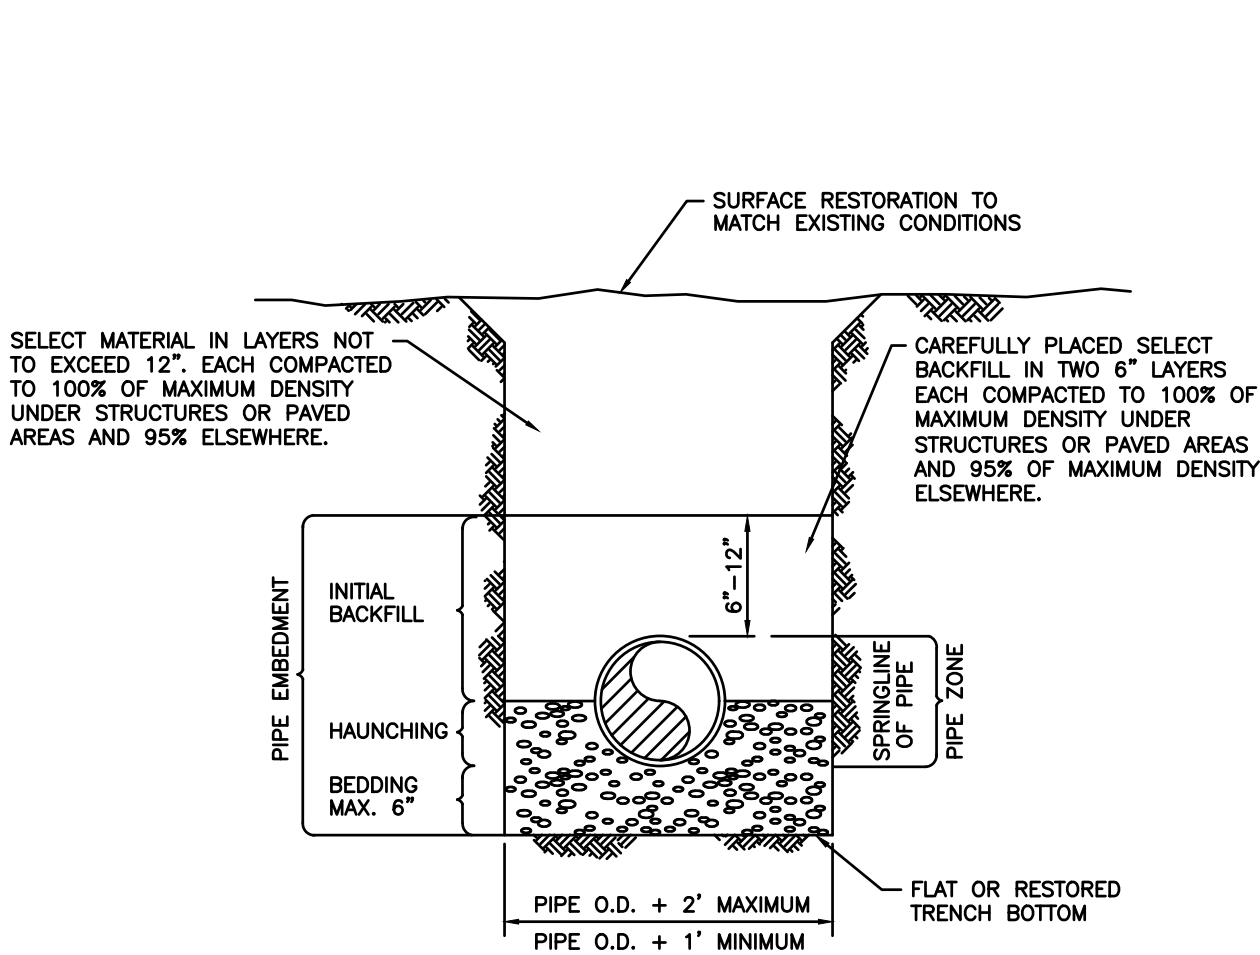 SURFACE RESTORATION TO
MATCH EXISTING CONDITIONS
SELECT MATERIAL IN LAYERS NOT
TO EXCEED 12". EACH COMPACTED
TO 100% OF MAXIMUM DENSITY
UNDER STRUCTURES OR PAVED
AREAS AND 95% ELSEWHERE.
CAREFULLY PLACED SELECT
BACKFILL IN TWO 6" LAYERS
EACH COMPACTED TO 100% OF
MAXIMUM DENSITY UNDER
STRUCTURES OR PAVED AREAS
AND 95% OF MAXIMUM DENSITY
ELSEWHERE.
PIPE EMBEDMENT
INITIAL
BACKFILL
HAUNCHING
BEDDING
MAX. 6"
6"-12"
SPRINGLINE
OF PIPE
PIPE ZONE
FLAT OR RESTORED
TRENCH BOTTOM
PIPE O.D. + 2' MAXIMUM
PIPE O.D. + 1' MINIMUM